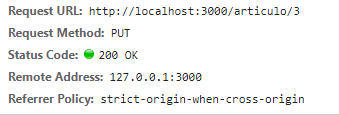 Request URL: http://localhost:3000/articulo/3
Request Method: PUT
Status Code: 200 OK
Remote Address: 127.0.0.1:3000
Referrer Policy: strict-origin-when-cross-origin